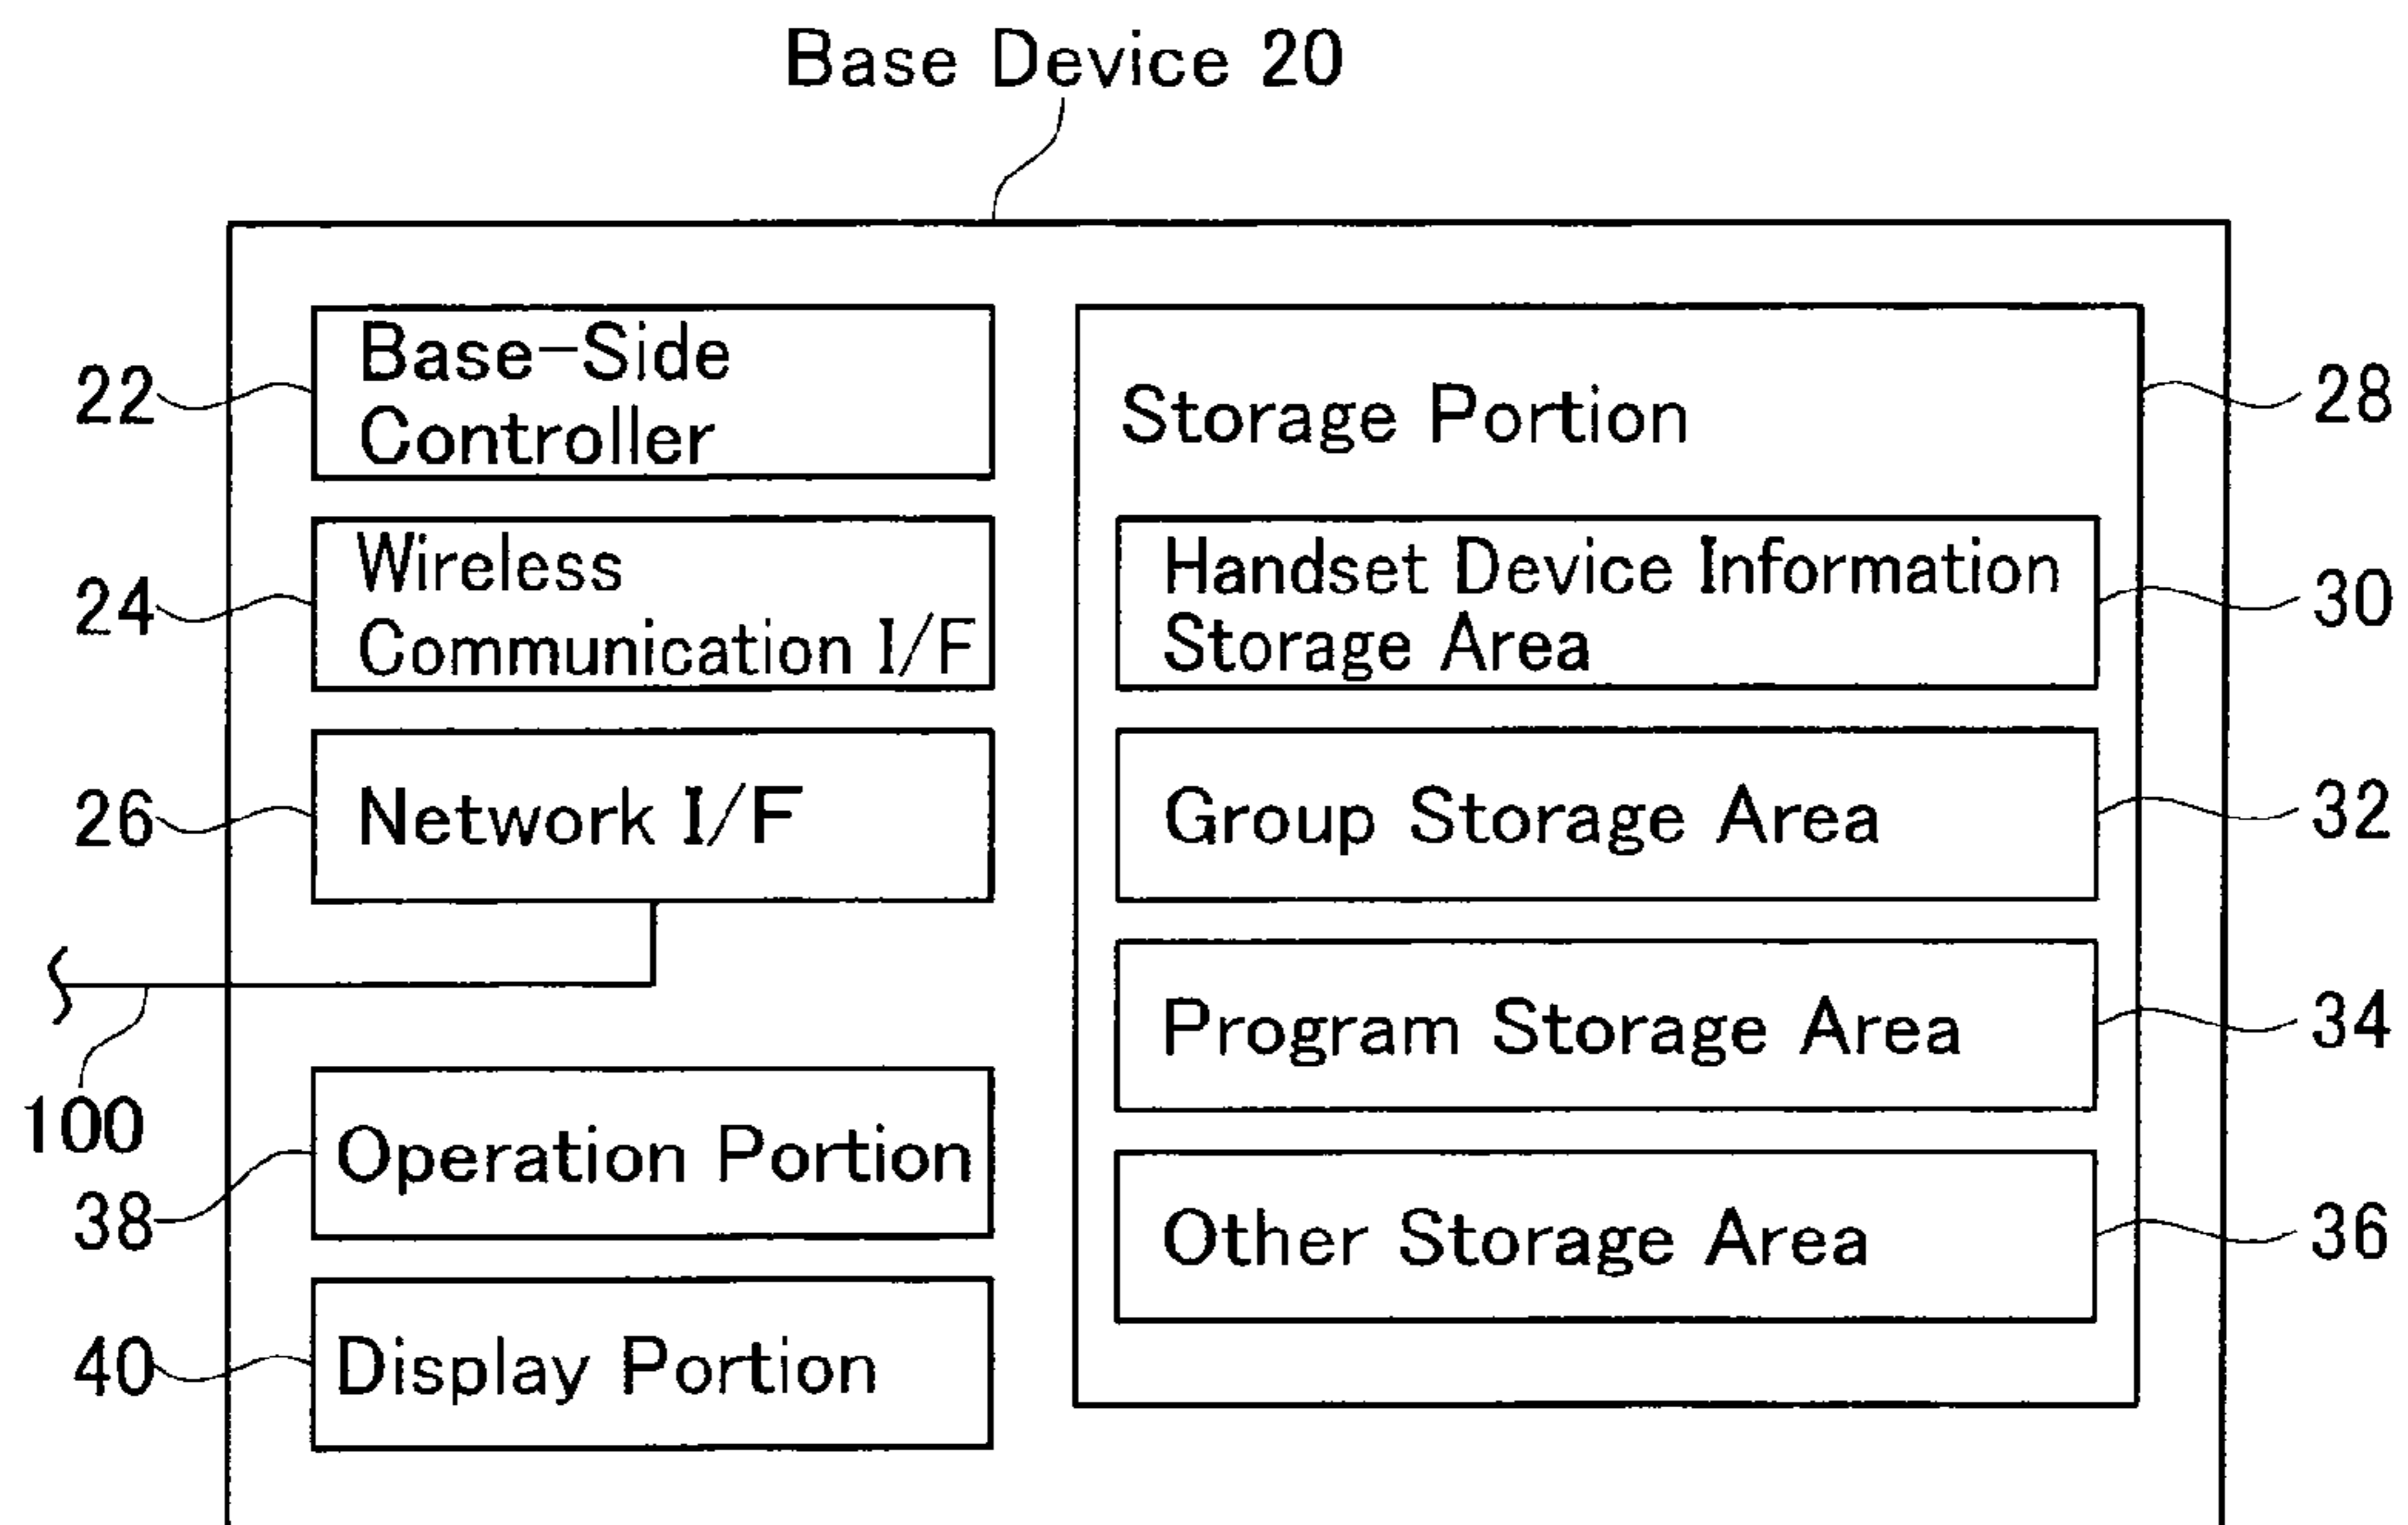 Base Device 20
22
Base-Side
Controller
24
Wireless
Communication I/F
26
Network I/F
100
38
Operation Portion
40
Display Portion
Storage Portion
28
Handset Device Information
Storage Area
30
Group Storage Area
32
Program Storage Area
34
Other Storage Area
36